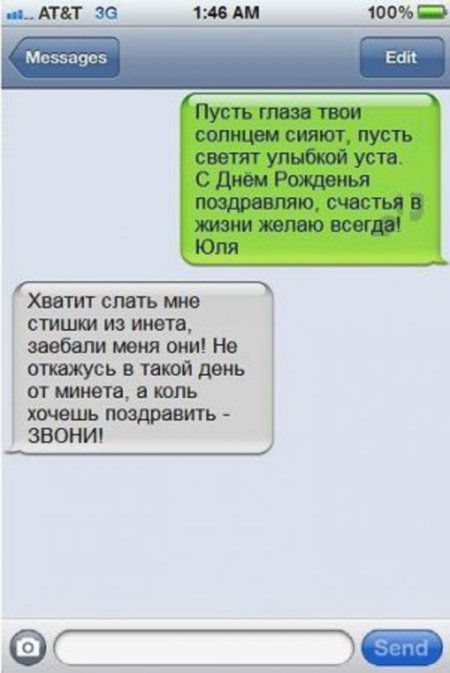 AT&T 3G 1:46 AM 100%
Messages Edit
Пусть глаза твои
солнцем сияют, пусть
светят улыбкой уста.
С Днём Рожденья
поздравляю, счастья в
жизни желаю всегда!
Юля
Хватит слать мне
стишки из инета,
заебали меня они! Не
откажусь в такой день
от минета, а коль
хочешь поздравить -
ЗВОНИ!
Send